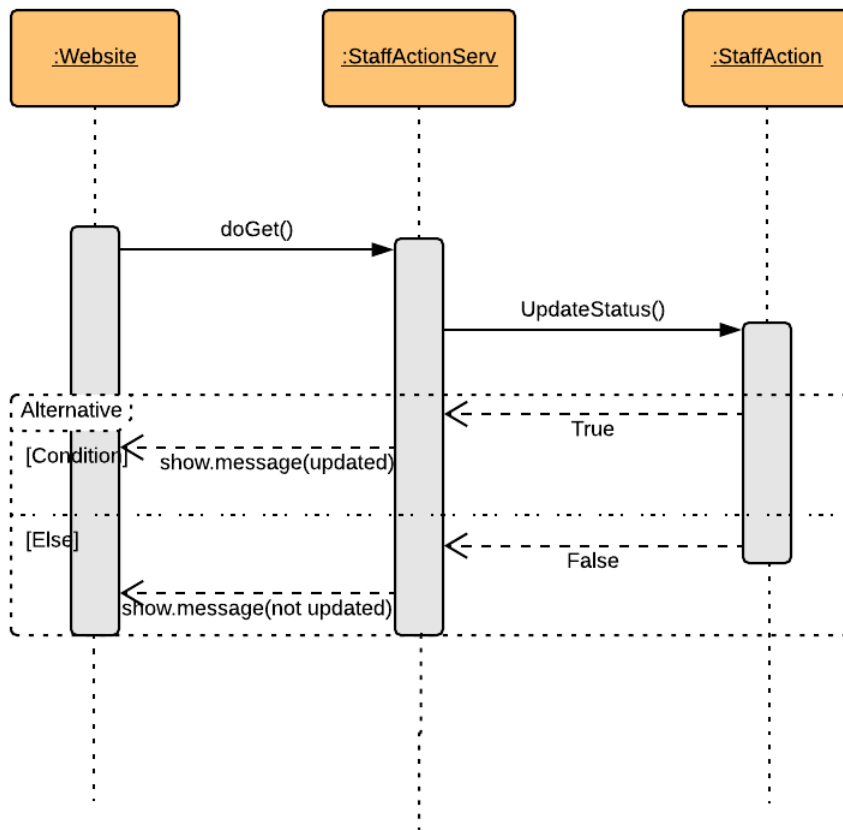 :Website
:StaffActionServ
:StaffAction
doGet()
UpdateStatus()
Alternative
True
[Condition]
show.message(updated)
[Else]
False
show.message(not updated)